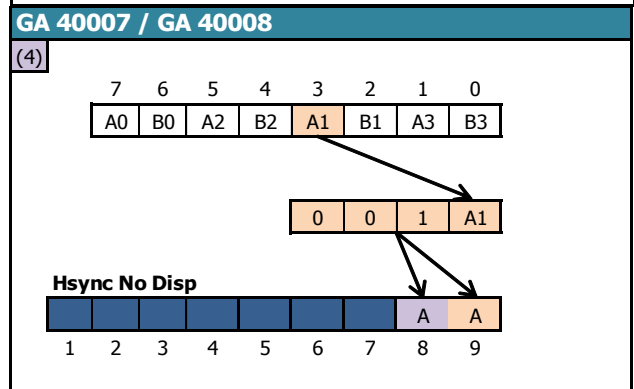 GA 40007 / GA 40008
(4)
7 6 5 4 3 2 1 0
A0 B0 A2 B2 A1 B1 A3 B3
0 0 1 A1
Hsync No Disp
A A
1 2 3 4 5 6 7 8 9